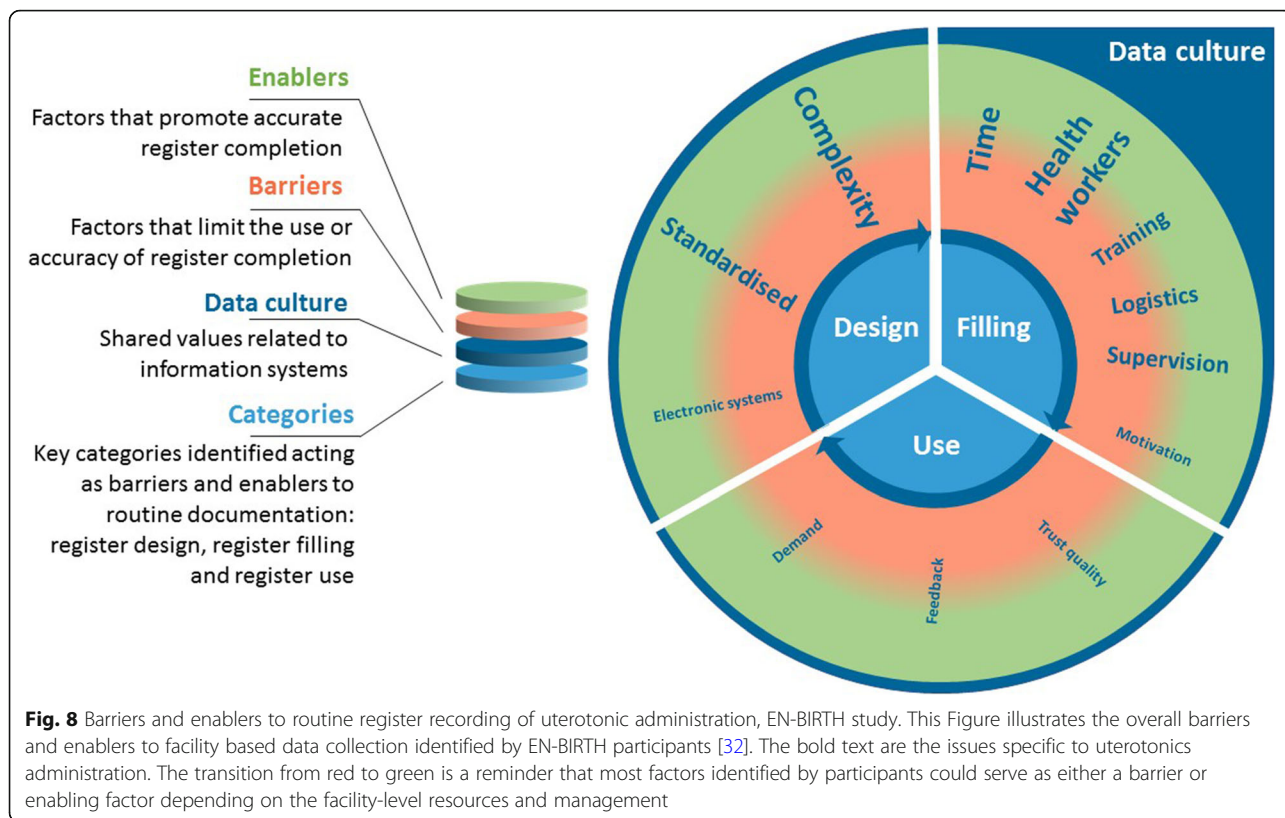 Enablers
Factors that promote accurate
register completion
Barriers
Factors that limit the use or
accuracy of register completion
Data culture
Shared values related to
information systems
Categories
Key categories identified acting
as barriers and enablers to
routine documentation:
register design, register filling
and register use
Data culture
Complexity
Standardised
Electronic systems
Time
Health
workers
Training
Logistics
Supervision
Motivation
Design
Filling
Use
Demand
Feedback
Trust quality
Fig. 8 Barriers and enablers to routine register recording of uterotonic administration, EN-BIRTH study. This Figure illustrates the overall barriers
and enablers to facility based data collection identified by EN-BIRTH participants [32]. The bold text are the issues specific to uterotonics
administration. The transition from red to green is a reminder that most factors identified by participants could serve as either a barrier or
enabling factor depending on the facility-level resources and management